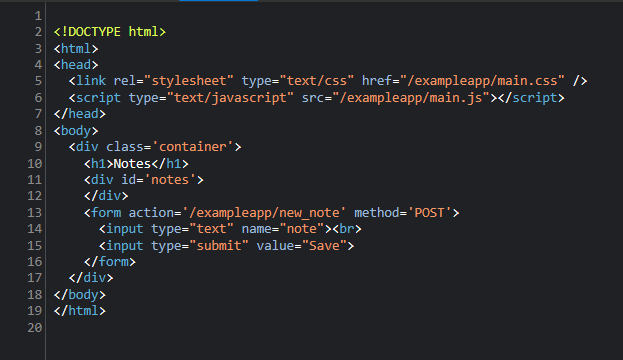 1
2 <!DOCTYPE html>
3 <html>
4 <head>
5   <link rel="stylesheet" type="text/css" href="/exampleapp/main.css" />
6   <script type="text/javascript" src="/exampleapp/main.js"></script>
7 </head>
8 <body>
9   <div class='container'>
10     <h1>Notes</h1>
11     <div id='notes'>
12     </div>
13     <form action='/exampleapp/new_note' method='POST'>
14       <input type="text" name="note"><br>
15       <input type="submit" value="Save">
16     </form>
17   </div>
18 </body>
19 </html>
20